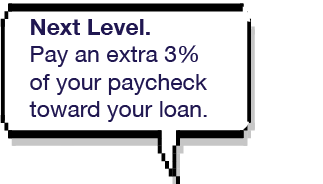 Next Level.
Pay an extra 3%
of your paycheck
toward your loan.